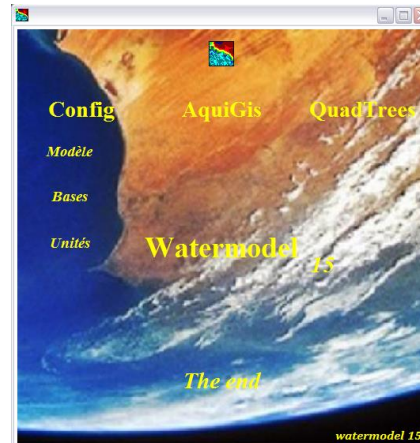 Config AquiGis QuadTrees
Modèle
Bases
Unités
Watermodel 15
The end
watermodel 15